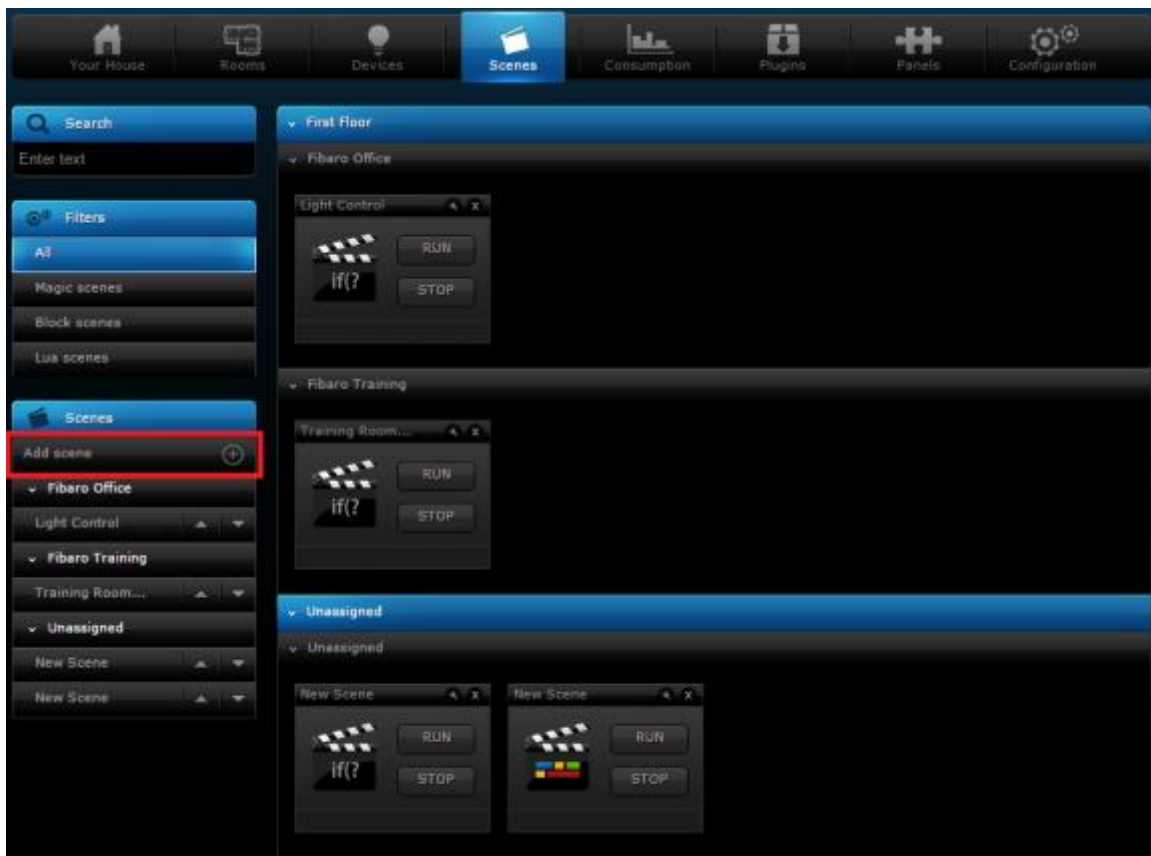 Your House
Rooms
Devices
Scenes
Consumption
Plugins
Panels
Configuration
Search
Enter text
Filters
All
Magic scenes
Block scenes
Lua scenes
Scenes
Add scene
Fibaro Office
Light Control
Fibaro Training
Training Room...
Unassigned
New Scene
New Scene
First Floor
Fibaro Office
Light Control
RUN
if(?
STOP
Fibaro Training
Training Room...
RUN
if(?
STOP
Unassigned
Unassigned
New Scene
RUN
if(?
STOP
New Scene
RUN
STOP